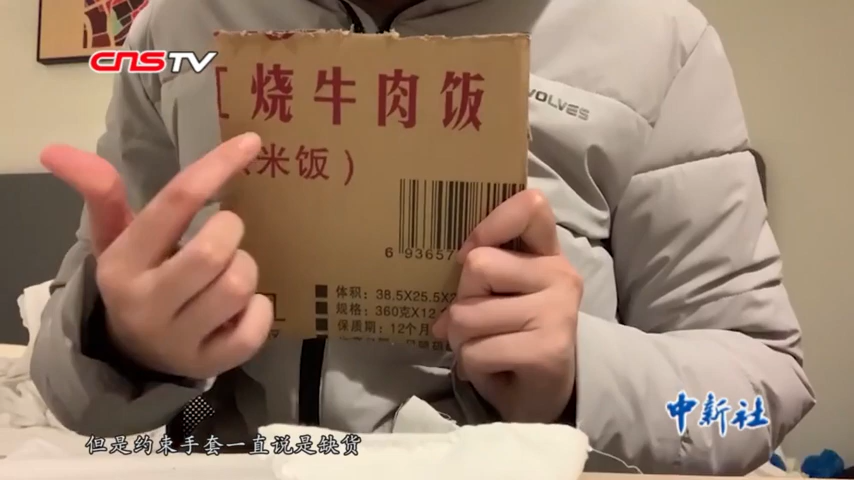 CNSTV
烧牛肉饭
VOLVES
米饭)
6 93657
体积: 38.5X25.5X2
规格: 360克X12
保质期: 12个月
中新社
但是约束手套一直说是缺货